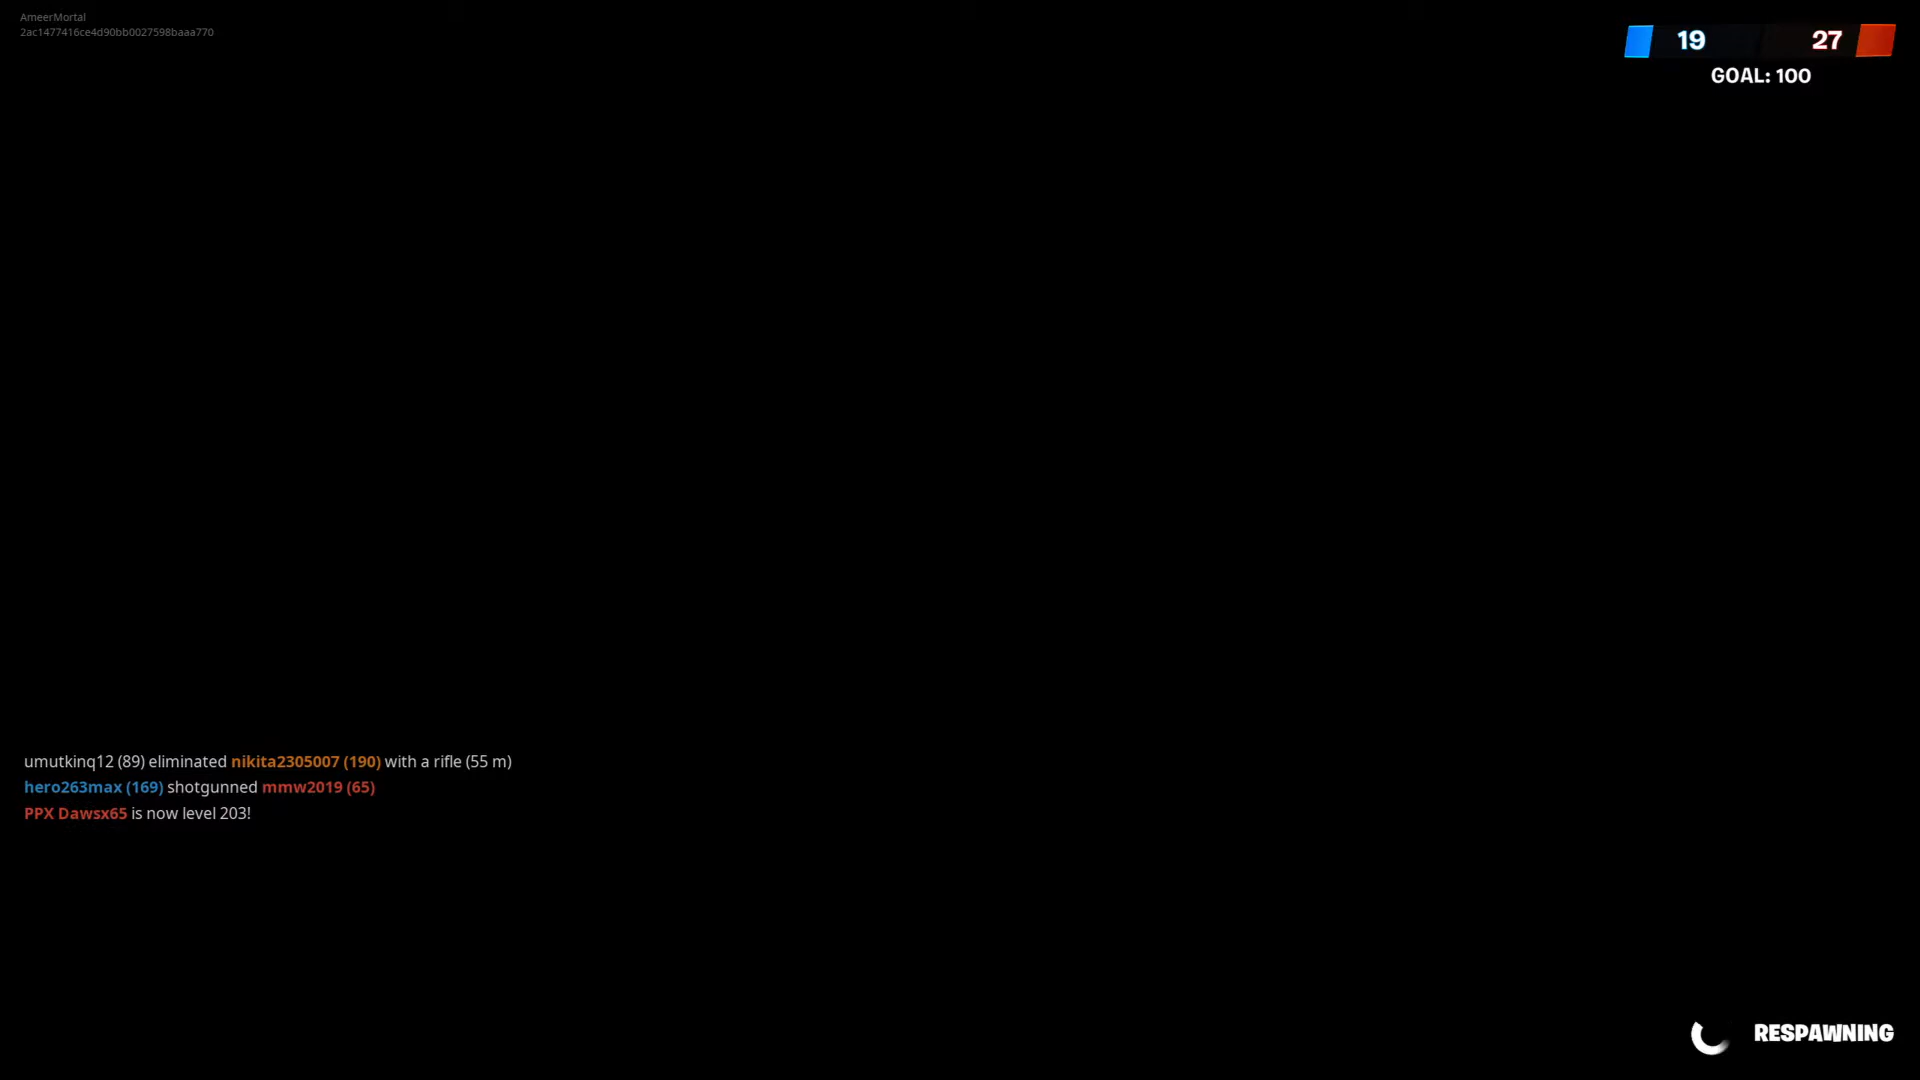 AmeerMortal
2ac1477416ce4d90bb0027598baaa770
19 27
GOAL: 100
umutkinq12 (89) eliminated nikita2305007 (190) with a rifle (55 m)
hero263max (169) shotgunned mmw2019 (65)
PPX Dawsx65 is now level 203!
RESPAWNING